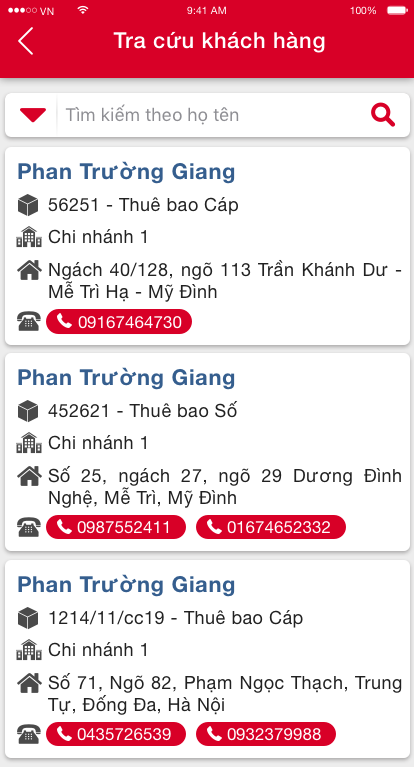 VN 9:41 AM 100%
Tra cứu khách hàng
Tìm kiếm theo họ tên
Phan Trường Giang
56251 - Thuê bao Cáp
Chi nhánh 1
Ngách 40/128, ngõ 113 Trần Khánh Dư -
Mễ Trì Hạ - Mỹ Đình
09167464730
Phan Trường Giang
452621 - Thuê bao Số
Chi nhánh 1
Số 25, ngách 27, ngõ 29 Dương Đình
Nghệ, Mễ Trì, Mỹ Đình
0987552411 01674652332
Phan Trường Giang
1214/11/cc19 - Thuê bao Cáp
Chi nhánh 1
Số 71, Ngõ 82, Phạm Ngọc Thạch, Trung
Tự, Đống Đa, Hà Nội
0435726539 0932379988